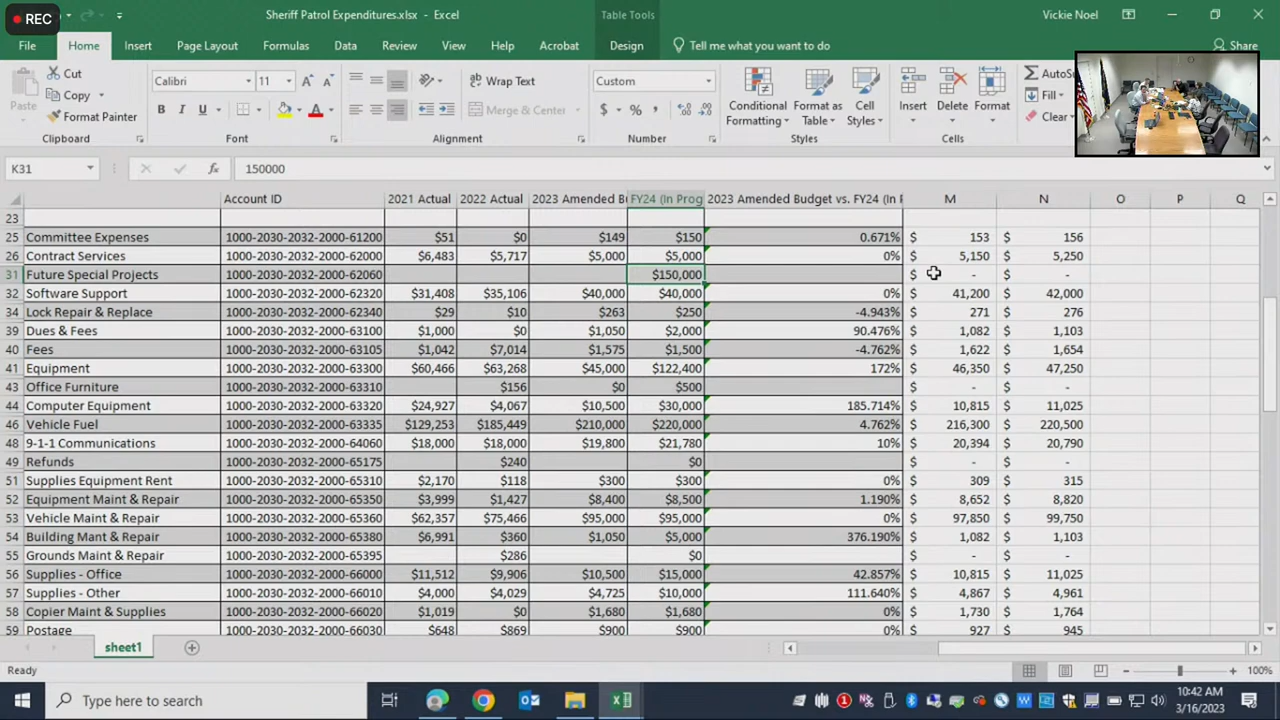 REC
Sheriff Patrol Expenditures.xlsx - Excel
Table Tools
Vickie Noel
File Home Insert Page Layout Formulas Data Review View Help Acrobat Design Tell me what you want to do Share
Cut
Copy
Format Painter
Paste
Clipboard
Calibri 11
B I U
Font
Wrap Text
Merge & Center
Alignment
Custom
$ % ,
Number
Conditional Formatting
Format as Table
Cell Styles
Styles
Insert
Delete
Format
Cells
AutoSu
Fill
Clear
K31 fx 150000
Account ID 2021 Actual 2022 Actual 2023 Amended B FY24 (In Prog 2023 Amended Budget vs. FY24 (In P M N O P Q
23
25 Committee Expenses 1000-2030-2032-2000-61200 $51 $0 $149 $150 0.671% $ 153 $ 156
26 Contract Services 1000-2030-2032-2000-62000 $6,483 $5,717 $5,000 $5,000 0% $ 5,150 $ 5,250
31 Future Special Projects 1000-2030-2032-2000-62060 $150,000 $ - $ -
32 Software Support 1000-2030-2032-2000-62320 $31,408 $35,106 $40,000 $40,000 0% $ 41,200 $ 42,000
34 Lock Repair & Replace 1000-2030-2032-2000-62340 $29 $10 $263 $250 -4.943% $ 271 $ 276
39 Dues & Fees 1000-2030-2032-2000-63100 $1,000 $0 $1,050 $2,000 90.476% $ 1,082 $ 1,103
40 Fees 1000-2030-2032-2000-63105 $1,042 $7,014 $1,575 $1,500 -4.762% $ 1,622 $ 1,654
41 Equipment 1000-2030-2032-2000-63300 $60,466 $63,268 $45,000 $122,400 172% $ 46,350 $ 47,250
43 Office Furniture 1000-2030-2032-2000-63310 $156 $0 $500 $ - $ -
44 Computer Equipment 1000-2030-2032-2000-63320 $24,927 $4,067 $10,500 $30,000 185.714% $ 10,815 $ 11,025
46 Vehicle Fuel 1000-2030-2032-2000-63335 $129,253 $185,449 $210,000 $220,000 4.762% $ 216,300 $ 220,500
48 9-1-1 Communications 1000-2030-2032-2000-64060 $18,000 $18,000 $19,800 $21,780 10% $ 20,394 $ 20,790
49 Refunds 1000-2030-2032-2000-65175 $240 $0 $ - $ -
51 Supplies Equipment Rent 1000-2030-2032-2000-65310 $2,170 $118 $300 $300 0% $ 309 $ 315
52 Equipment Maint & Repair 1000-2030-2032-2000-65350 $3,999 $1,427 $8,400 $8,500 1.190% $ 8,652 $ 8,820
53 Vehicle Maint & Repair 1000-2030-2032-2000-65360 $62,357 $75,466 $95,000 $95,000 0% $ 97,850 $ 99,750
54 Building Mant & Repair 1000-2030-2032-2000-65380 $6,991 $360 $1,050 $5,000 376.190% $ 1,082 $ 1,103
55 Grounds Maint & Repair 1000-2030-2032-2000-65395 $286 $0 $ - $ -
56 Supplies - Office 1000-2030-2032-2000-66000 $11,512 $9,906 $10,500 $15,000 42.857% $ 10,815 $ 11,025
57 Supplies - Other 1000-2030-2032-2000-66010 $4,000 $4,029 $4,725 $10,000 111.640% $ 4,867 $ 4,961
58 Copier Maint & Supplies 1000-2030-2032-2000-66020 $1,019 $0 $1,680 $1,680 0% $ 1,730 $ 1,764
59 Postage 1000-2030-2032-2000-66030 $648 $869 $900 $900 0% $ 927 $ 945
sheet1
Ready 100%
Type here to search
10:42 AM
3/16/2023